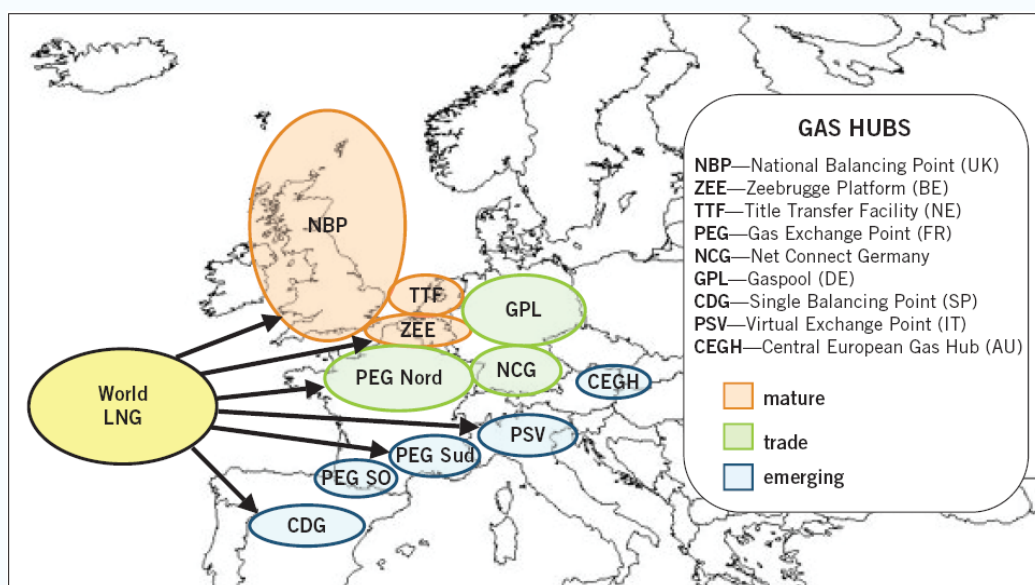 NBP
TTF
ZEE
GPL
PEG Nord
NCG
CEGH
World
LNG
PSV
PEG Sud
PEG SO
CDG
GAS HUBS
NBP—National Balancing Point (UK)
ZEE—Zeebrugge Platform (BE)
TTF—Title Transfer Facility (NE)
PEG—Gas Exchange Point (FR)
NCG—Net Connect Germany
GPL—Gaspool (DE)
CDG—Single Balancing Point (SP)
PSV—Virtual Exchange Point (IT)
CEGH—Central European Gas Hub (AU)
mature
trade
emerging